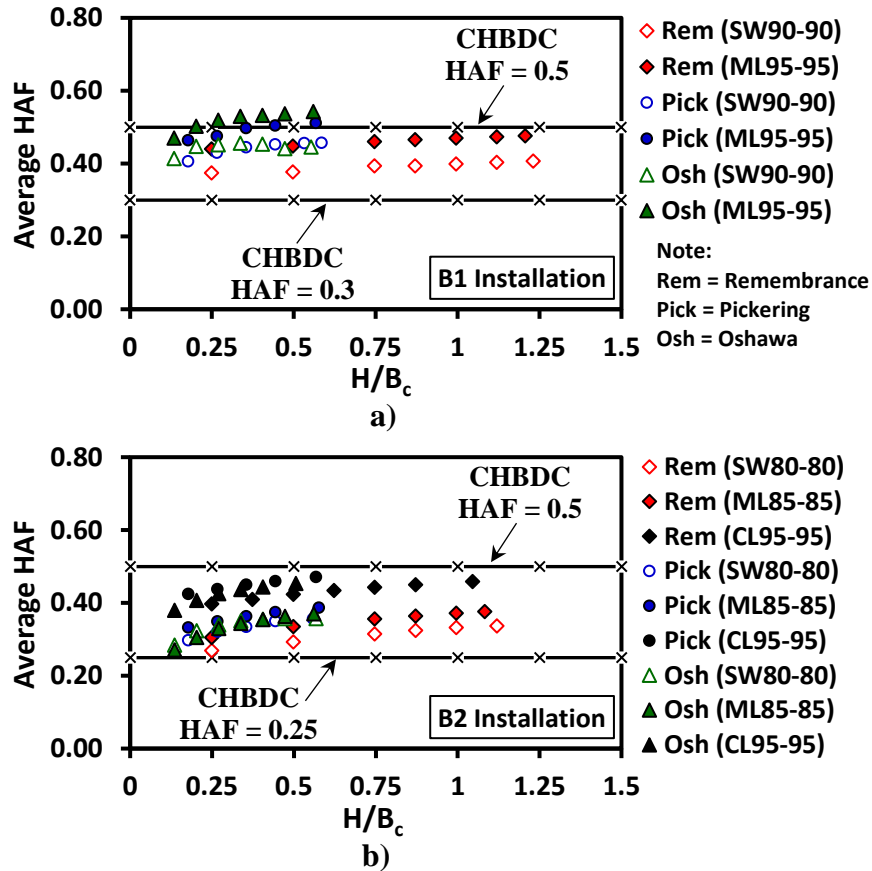 0.80
0.60
0.40
0.20
0.00
Average HAF
CHBDC
HAF = 0.5
CHBDC
HAF = 0.3
B1 Installation
0 0.25 0.5 0.75 1 1.25 1.5
H/Bc
a)
Rem (SW90-90)
Rem (ML95-95)
Pick (SW90-90)
Pick (ML95-95)
Osh (SW90-90)
Osh (ML95-95)
Note:
Rem = Remembrance
Pick = Pickering
Osh = Oshawa
0.80
0.60
0.40
0.20
0.00
Average HAF
CHBDC
HAF = 0.5
CHBDC
HAF = 0.25
B2 Installation
0 0.25 0.5 0.75 1 1.25 1.5
H/Bc
b)
Rem (SW80-80)
Rem (ML85-85)
Rem (CL95-95)
Pick (SW80-80)
Pick (ML85-85)
Pick (CL95-95)
Osh (SW80-80)
Osh (ML85-85)
Osh (CL95-95)